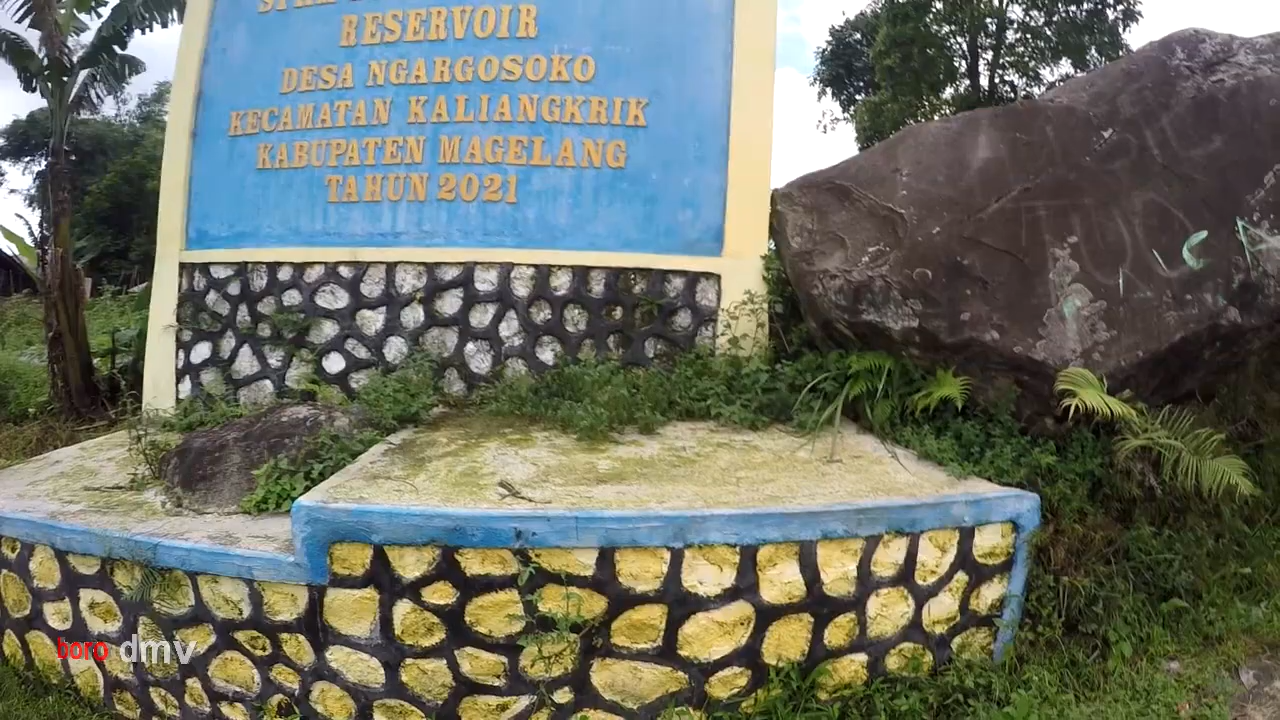 RESERVOIR
DESA NGARGOSOKO
KECAMATAN KALIANGKRIK
KABUPATEN MAGELANG
TAHUN 2021
boro dmv